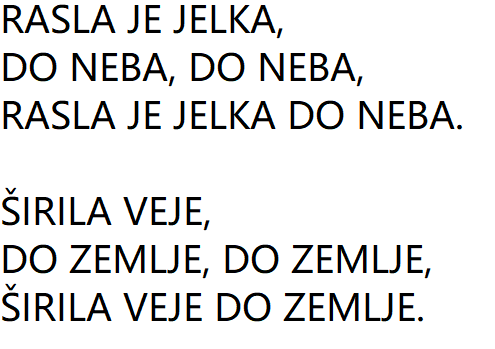 RASLA JE JELKA,
DO NEBA, DO NEBA,
RASLA JE JELKA DO NEBA.
ŠIRILA VEJE,
DO ZEMLJE, DO ZEMLJE,
ŠIRILA VEJE DO ZEMLJE.